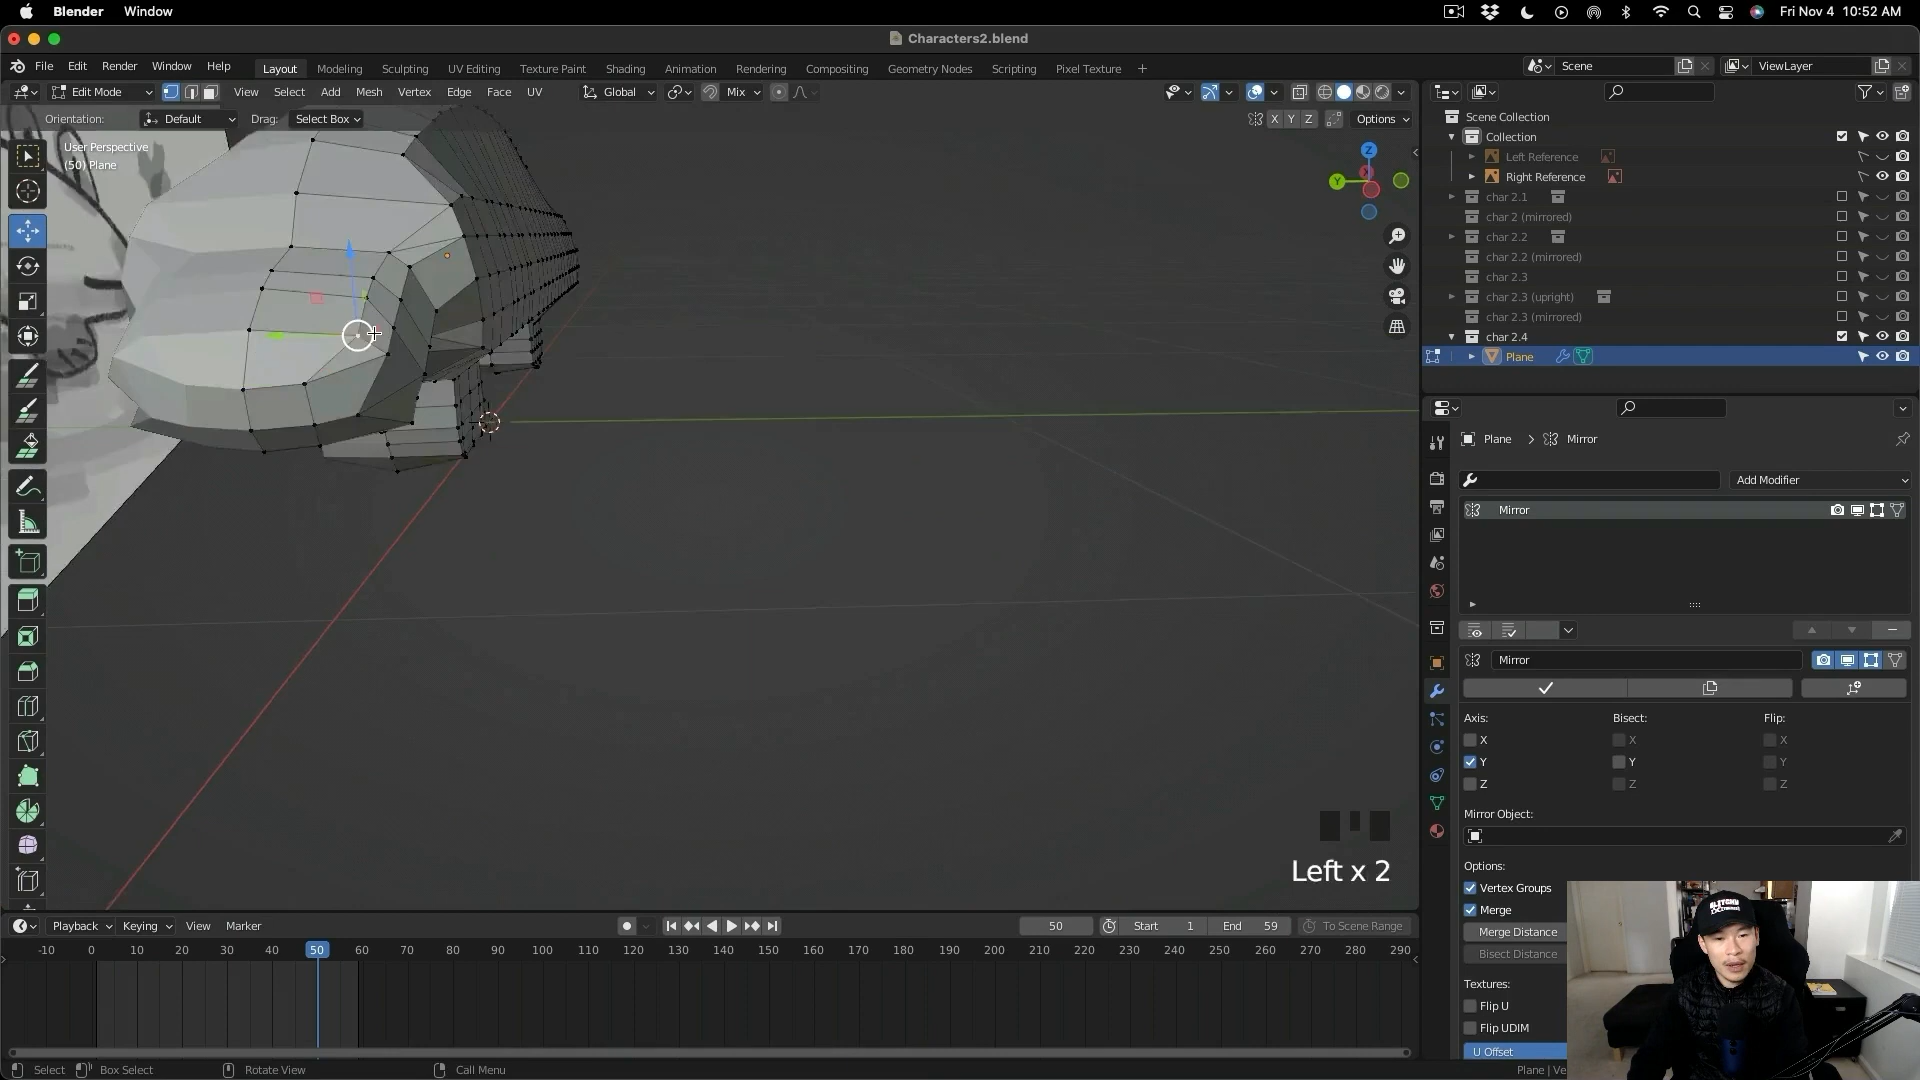 Blender Window Fri Nov 4 10:52 AM
Characters2.blend
File Edit Render Window Help Layout Modeling Sculpting UV Editing Texture Paint Shading Animation Rendering Compositing Geometry Nodes Scripting Pixel Texture + Scene ViewLayer
Edit Mode View Select Add Mesh Vertex Edge Face UV Global Mix
Orientation: Default Drag: Select Box X Y Z Options
User Perspective
(50) Plane
Z
Y
X
Left x 2
Scene Collection
Collection
Left Reference
Right Reference
char 2.1
char 2 (mirrored)
char 2.2
char 2.2 (mirrored)
char 2.3
char 2.3 (upright)
char 2.3 (mirrored)
char 2.4
Plane
Plane > Mirror
Add Modifier
Mirror
Mirror
Axis: Bisect: Flip:
X X X
Y Y Y
Z Z Z
Mirror Object:
Options:
Vertex Groups
Merge
Merge Distance
Bisect Distance
Textures:
Flip U
Flip UDIM
U Offset
Playback Keying View Marker 50 Start 1 End 59 To Scene Range
-10 0 10 20 30 40 50 60 70 80 90 100 110 120 130 140 150 160 170 180 190 200 210 220 230 240 250 260 270 280 290
Select Box Select Rotate View Call Menu Plane | Ve